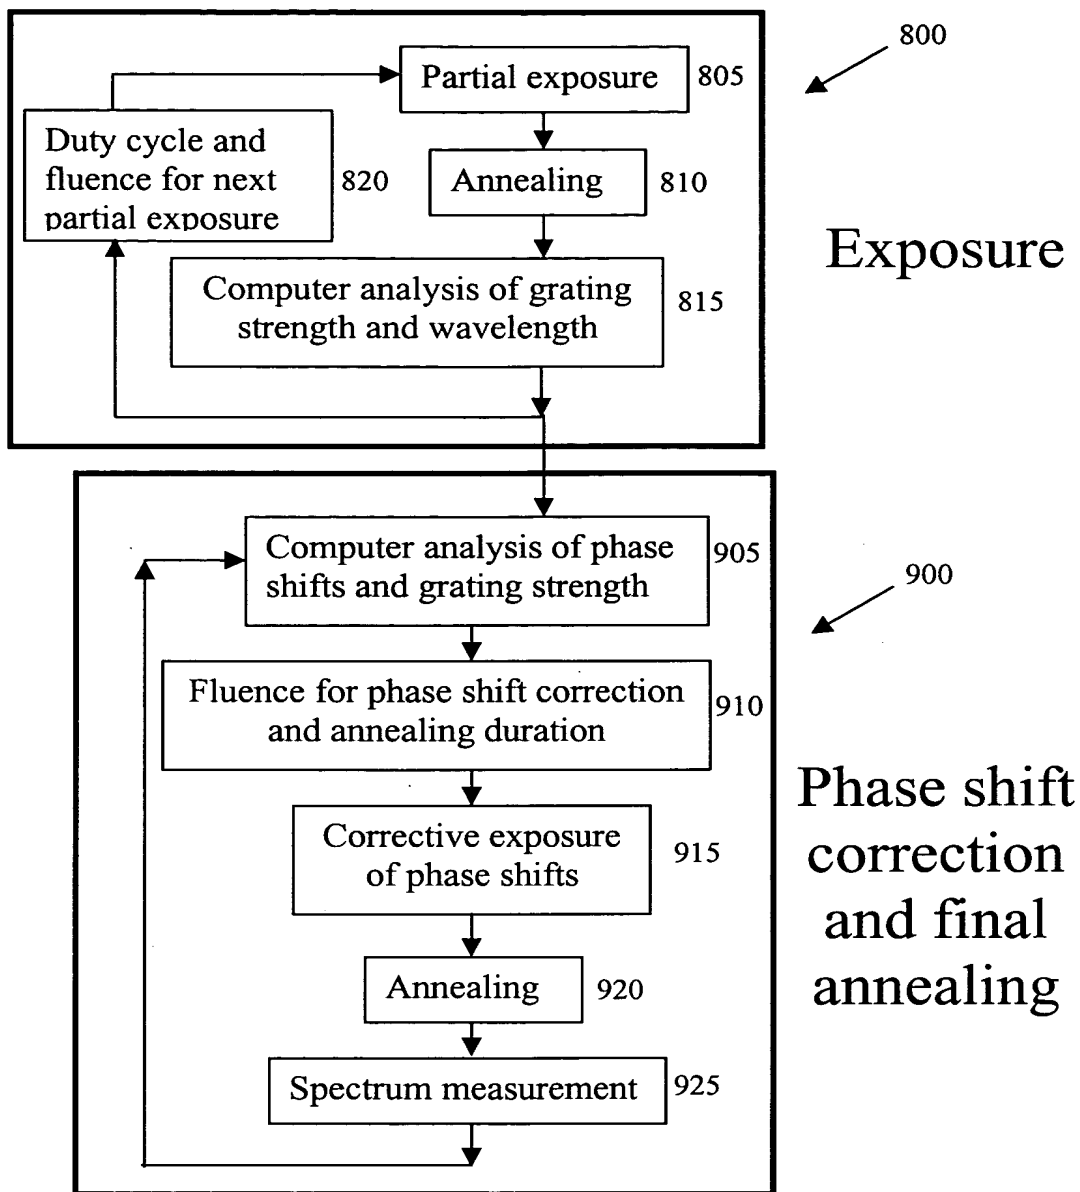 800
Partial exposure
805
Duty cycle and
fluence for next
partial exposure
820
Annealing
810
Exposure
Computer analysis of grating
strength and wavelength
815
Computer analysis of phase
shifts and grating strength
905
900
Fluence for phase shift correction
and annealing duration
910
Phase shift
correction
and final
annealing
Corrective exposure
of phase shifts
915
Annealing
920
Spectrum measurement
925